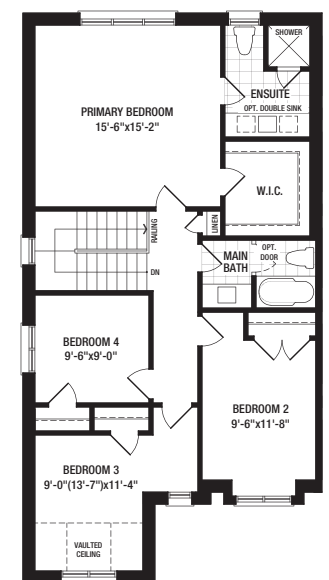 SHOWER
ENSUITE
OPT. DOUBLE SINK
PRIMARY BEDROOM
15'-6"x15'-2"
W.I.C.
RAILING
LINEN
DN
MAIN
BATH
OPT.
DOOR
BEDROOM 4
9'-6"x9'-0"
BEDROOM 2
9'-6"x11'-8"
BEDROOM 3
9'-0"(13'-7")x11'-4"
VAULTED
CEILING